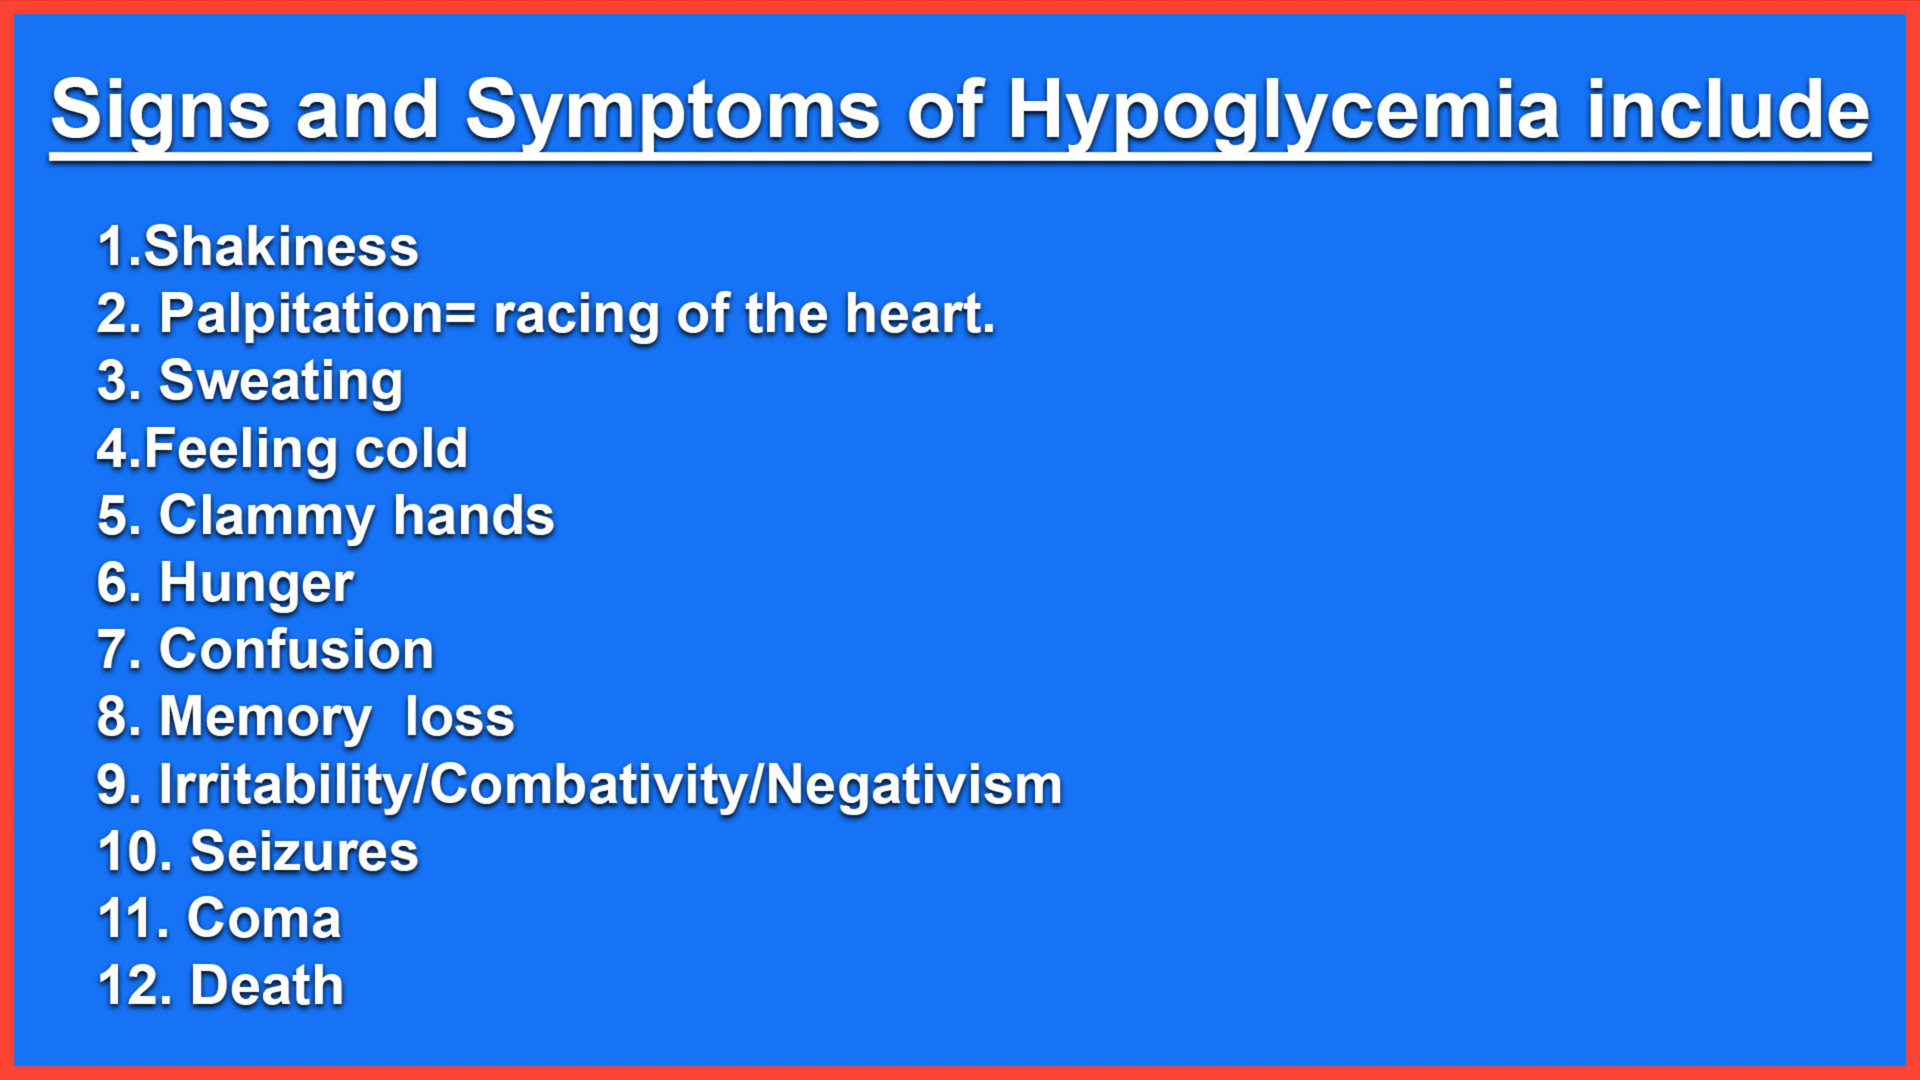 Signs and Symptoms of Hypoglycemia include
1.Shakiness
2. Palpitation= racing of the heart.
3. Sweating
4.Feeling cold
5. Clammy hands
6. Hunger
7. Confusion
8. Memory  loss
9. Irritability/Combativity/Negativism
10. Seizures
11. Coma
12. Death